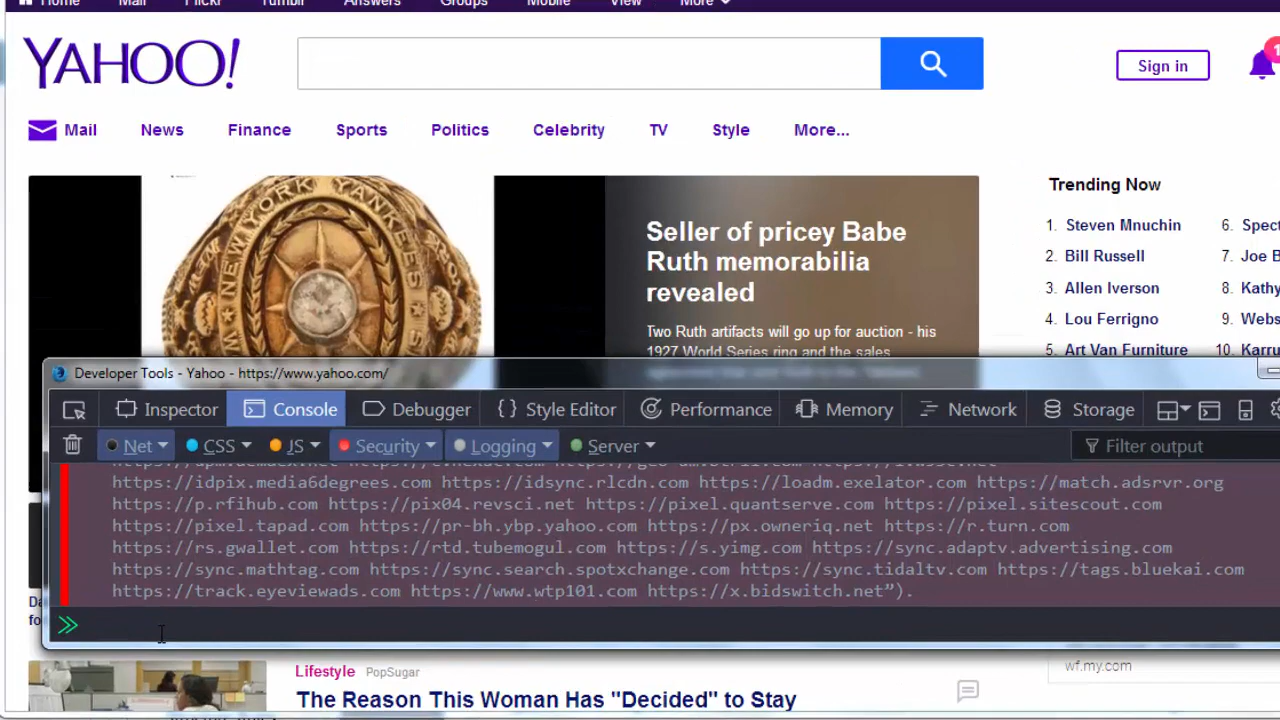 Home Mail Flickr Tumblr Answers Groups Mobile View More
YAHOO!
Sign in
1
Mail News Finance Sports Politics Celebrity TV Style More...
NEW YORK YANKEES
Seller of pricey Babe
Ruth memorabilia
revealed
Two Ruth artifacts will go up for auction - his
1927 World Series ring and the sales
Trending Now
1. Steven Mnuchin 6. Spect
2. Bill Russell 7. Joe B
3. Allen Iverson 8. Kathy
4. Lou Ferrigno 9. Webs
5. Art Van Furniture 10. Karru
Developer Tools - Yahoo - https://www.yahoo.com/
Inspector Console Debugger Style Editor Performance Memory Network Storage
Net CSS JS Security Logging Server Filter output
https://idpix.media6degrees.com https://idsync.rlcdn.com https://loadm.exelator.com https://match.adsrvr.org
https://p.rfihub.com https://pix04.revsci.net https://pixel.quantserve.com https://pixel.sitescout.com
https://pixel.tapad.com https://pr-bh.ybp.yahoo.com https://px.owneriq.net https://r.turn.com
https://rs.gwallet.com https://rtd.tubemogul.com https://s.yimg.com https://sync.adaptv.advertising.com
https://sync.mathtag.com https://sync.search.spotxchange.com https://sync.tidaltv.com https://tags.bluekai.com
https://track.eyeviewads.com https://www.wtp101.com https://x.bidswitch.net”).
Lifestyle PopSugar
The Reason This Woman Has "Decided" to Stay
wf.my.com